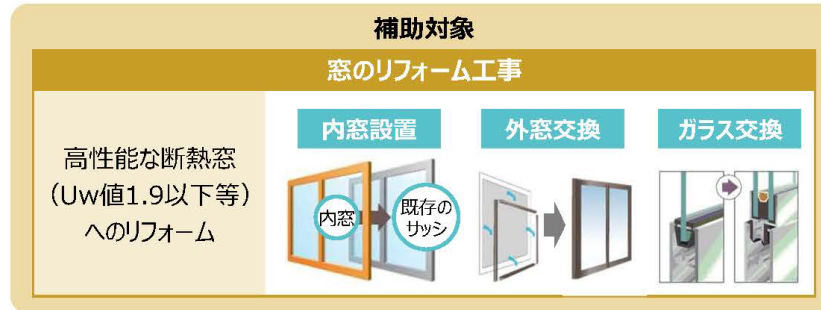 補助対象
窓のリフォーム工事
高性能な断熱窓
（Uw値1.9以下等）
へのリフォーム
内窓設置
外窓交換
ガラス交換
内窓
既存の
サッシ